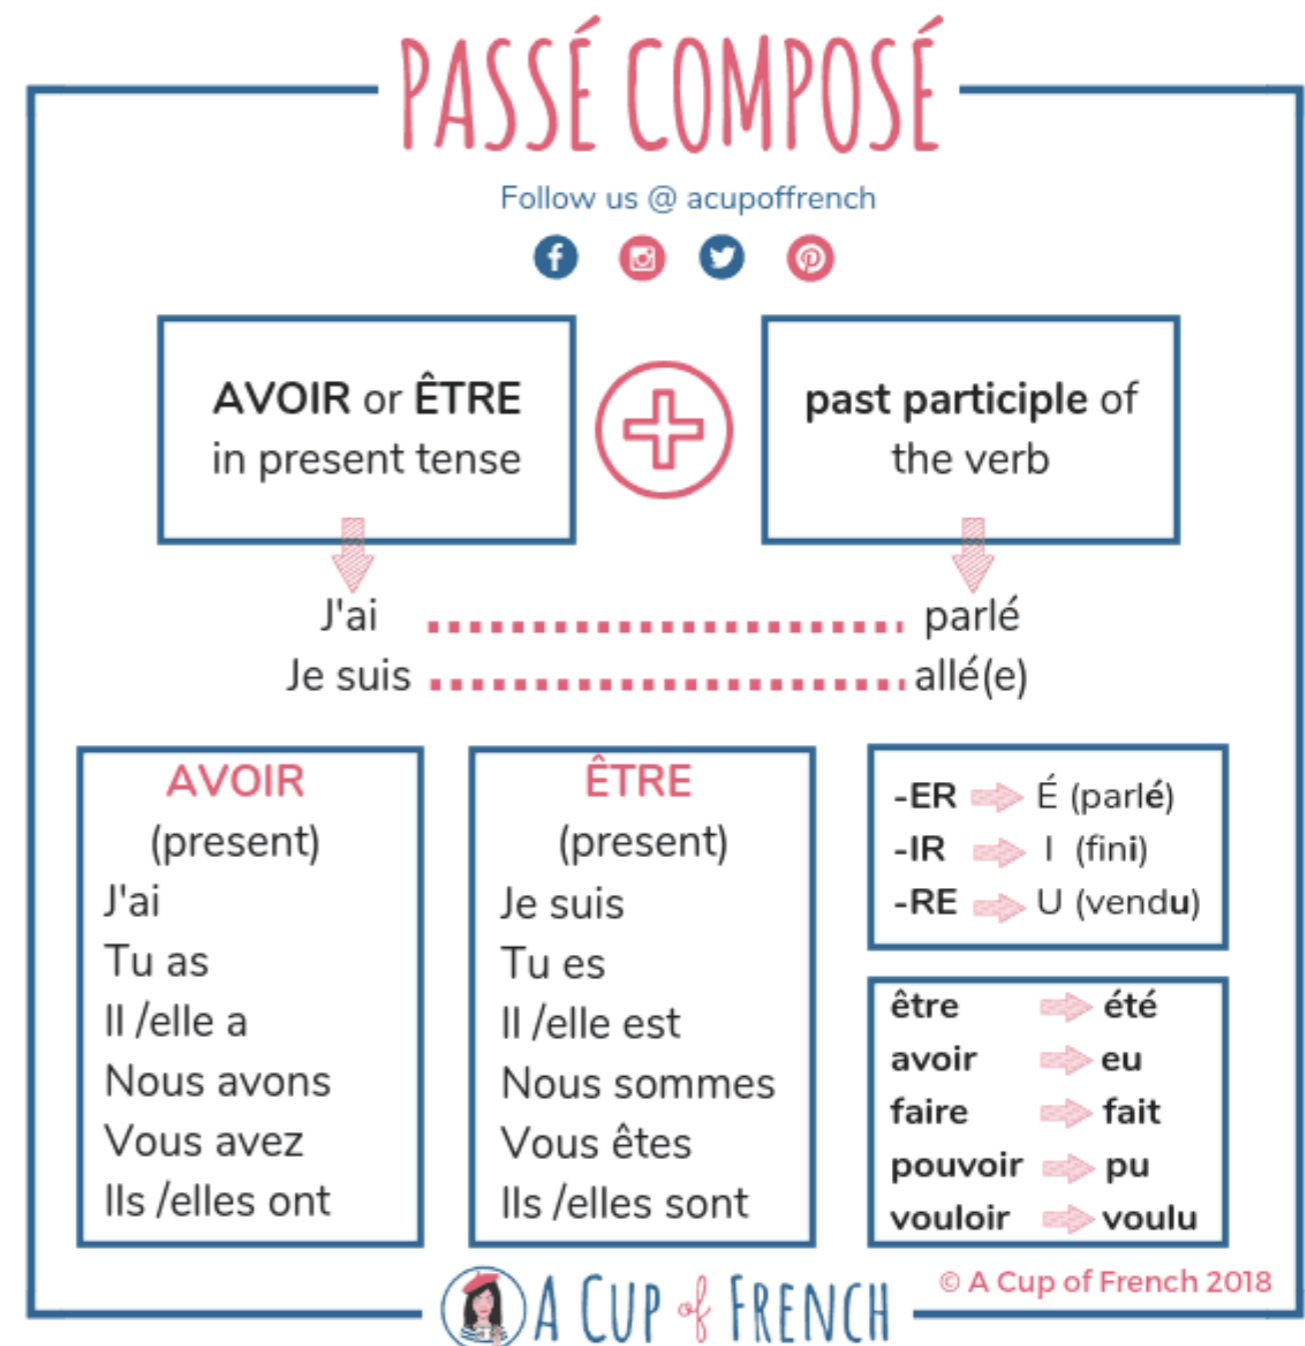 PASSÉ COMPOSÉ
Follow us @ acupoffrench
AVOIR or ÊTRE
in present tense
past participle of
the verb
J'ai parlé
Je suis allé(e)
AVOIR
(present)
J'ai
Tu as
Il /elle a
Nous avons
Vous avez
Ils /elles ont
ÊTRE
(present)
Je suis
Tu es
Il /elle est
Nous sommes
Vous êtes
Ils /elles sont
-ER É (parlé)
-IR I (fini)
-RE U (vendu)
être été
avoir eu
faire fait
pouvoir pu
vouloir voulu
© A Cup of French 2018
A CUP of FRENCH